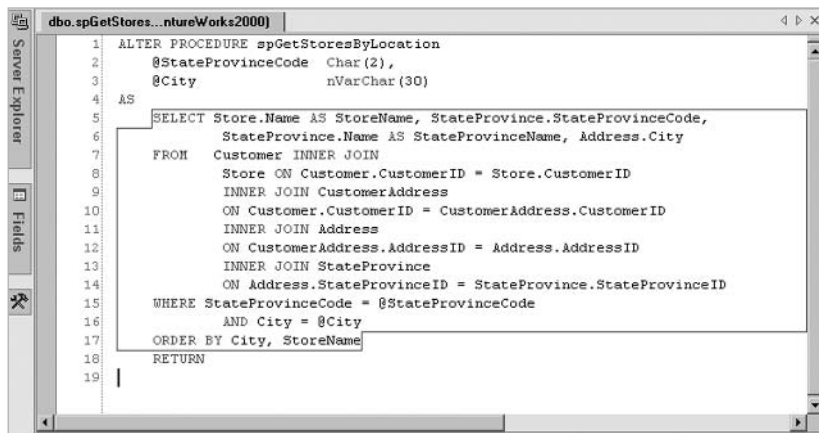 dbo.spGetStores...ntureWorks2000)
Server Explorer
Fields
1 ALTER PROCEDURE spGetStoresByLocation
2 @StateProvinceCode Char(2),
3 @City nVarChar(30)
4 AS
5 SELECT Store.Name AS StoreName, StateProvince.StateProvinceCode,
6 StateProvince.Name AS StateProvinceName, Address.City
7 FROM Customer INNER JOIN
8 Store ON Customer.CustomerID = Store.CustomerID
9 INNER JOIN CustomerAddress
10 ON Customer.CustomerID = CustomerAddress.CustomerID
11 INNER JOIN Address
12 ON CustomerAddress.AddressID = Address.AddressID
13 INNER JOIN StateProvince
14 ON Address.StateProvinceID = StateProvince.StateProvinceID
15 WHERE StateProvinceCode = @StateProvinceCode
16 AND City = @City
17 ORDER BY City, StoreName
18 RETURN
19